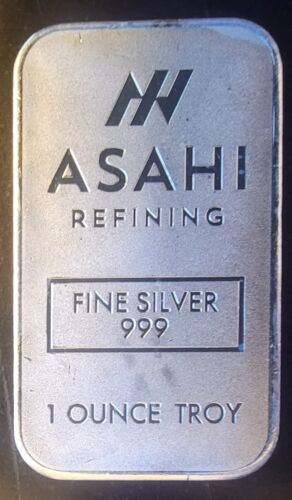 ASAHI
REFINING
FINE SILVER
999
1 OUNCE TROY